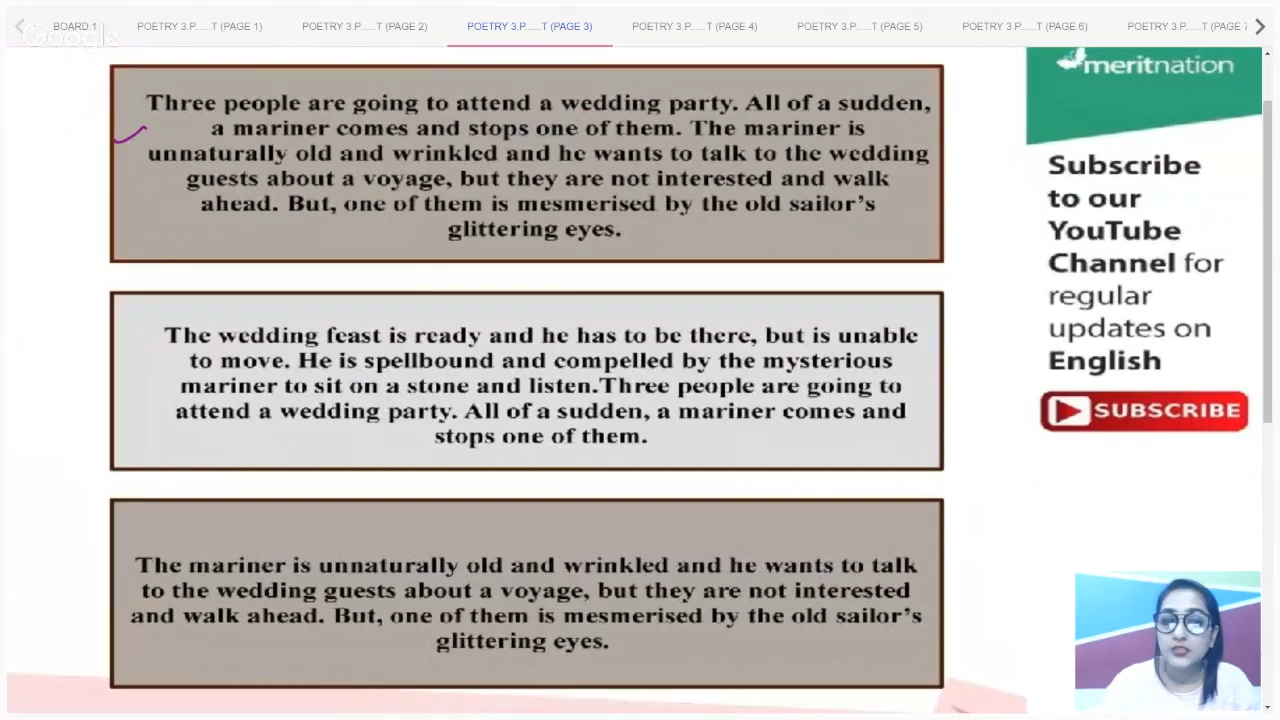 BOARD 1
POETRY 3.P......T (PAGE 1)
POETRY 3.P......T (PAGE 2)
POETRY 3.P......T (PAGE 3)
POETRY 3.P......T (PAGE 4)
POETRY 3.P......T (PAGE 5)
POETRY 3.P......T (PAGE 6)
POETRY 3.P......T (PAGE 7
Google
Three people are going to attend a wedding party. All of a sudden,
a mariner comes and stops one of them. The mariner is
unnaturally old and wrinkled and he wants to talk to the wedding
guests about a voyage, but they are not interested and walk
ahead. But, one of them is mesmerised by the old sailor's
glittering eyes.
The wedding feast is ready and he has to be there, but is unable
to move. He is spellbound and compelled by the mysterious
mariner to sit on a stone and listen.Three people are going to
attend a wedding party. All of a sudden, a mariner comes and
stops one of them.
The mariner is unnaturally old and wrinkled and he wants to talk
to the wedding guests about a voyage, but they are not interested
and walk ahead. But, one of them is mesmerised by the old sailor's
glittering eyes.
meritnation
Subscribe
to our
YouTube
Channel for
regular
updates on
English
SUBSCRIBE